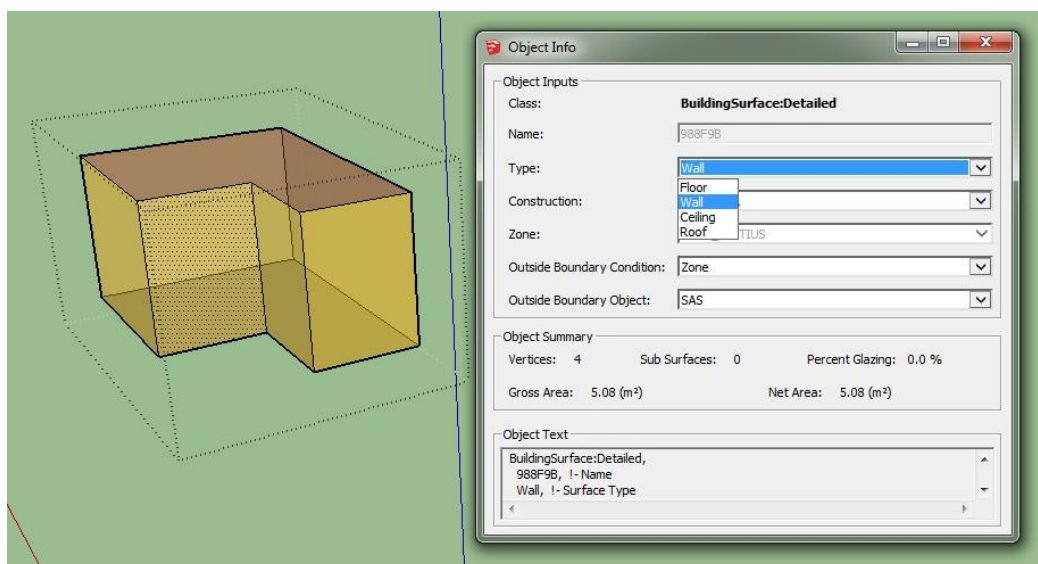 Object Info
Object Inputs
Class: BuildingSurface:Detailed
Name: 988F9B
Type: Wall
Floor
Construction: Wall
Ceiling
Zone: Roof TIUS
Outside Boundary Condition: Zone
Outside Boundary Object: SAS
Object Summary
Vertices: 4 Sub Surfaces: 0 Percent Glazing: 0.0 %
Gross Area: 5.08 (m²) Net Area: 5.08 (m²)
Object Text
BuildingSurface:Detailed,
988F9B, !- Name
Wall, !- Surface Type